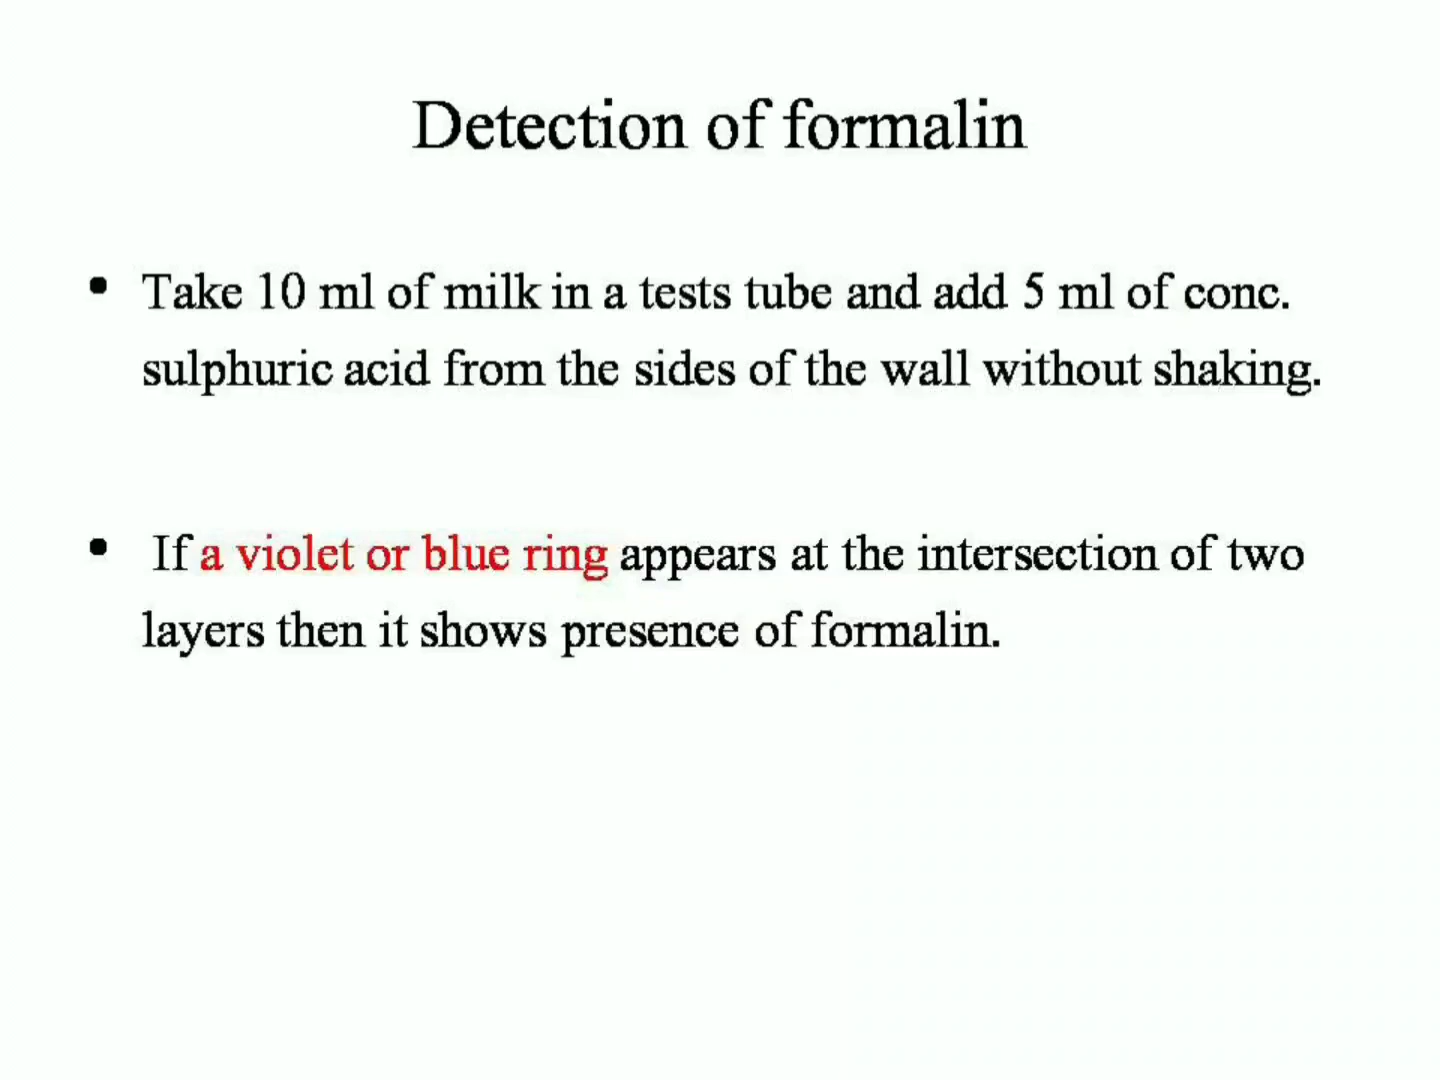 Detection of formalin
• Take 10 ml of milk in a tests tube and add 5 ml of conc.
sulphuric acid from the sides of the wall without shaking.
• If a violet or blue ring appears at the intersection of two
layers then it shows presence of formalin.